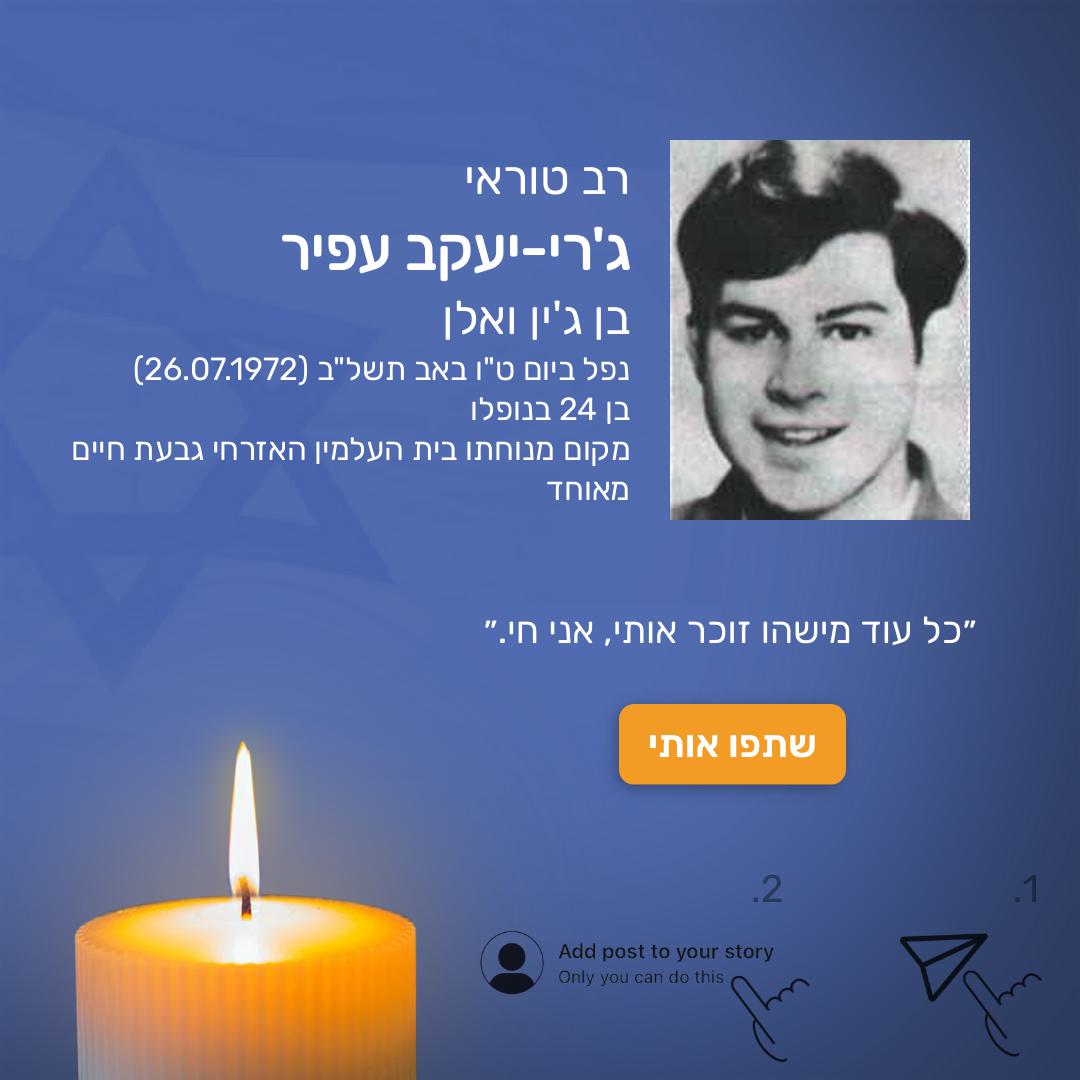 רב טוראי
ג'רי-יעקב עפיר
בן ג'ין ואלן
נפל ביום ט"ו באב תשל"ב (26.07.1972)
בן 24 בנופלו
מקום מנוחתו בית העלמין האזרחי גבעת חיים
מאוחד
״כל עוד מישהו זוכר אותי, אני חי.״
שתפו אותי
1.
2.
Add post to your story
Only you can do this